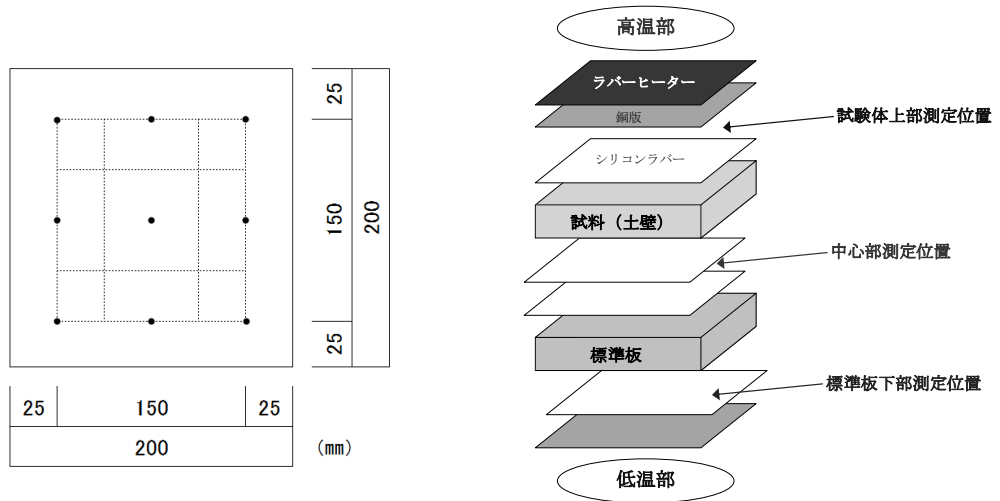 25
150
200
25
25
150
25
200
(mm)
高温部
ラバーヒーター
銅版
試験体上部測定位置
シリコンラバー
試料（土壁）
中心部測定位置
標準板
標準板下部測定位置
低温部